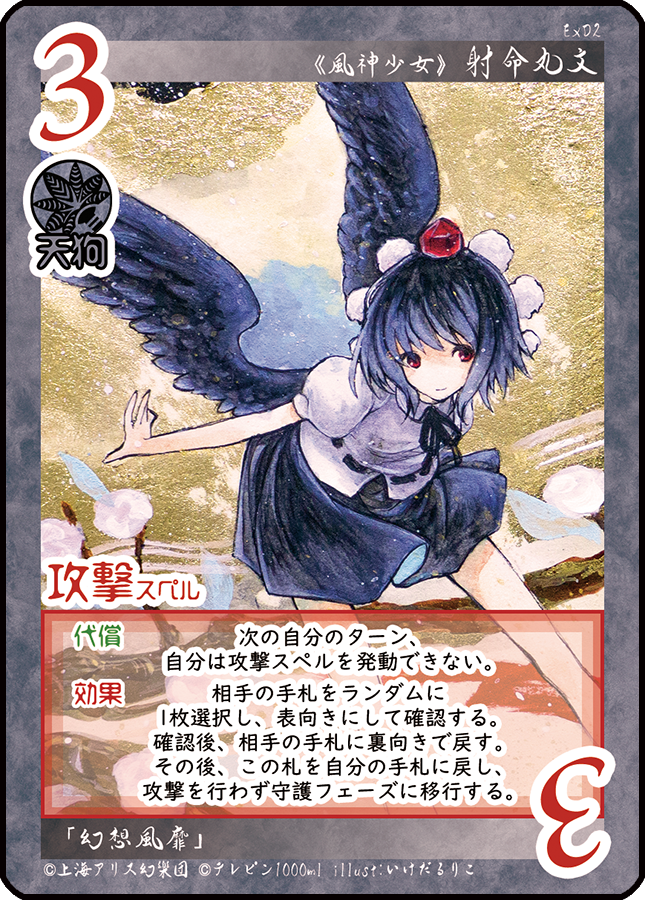 ExD2
3
《風神少女》 射命丸文
天狗
攻撃スペル
代償
次の自分のターン、
自分は攻撃スペルを発動できない。
効果
相手の手札をランダムに
1枚選択し、表向きにして確認する。
確認後、相手の手札に裏向きで戻す。
その後、この札を自分の手札に戻し、
攻撃を行わず守護フェーズに移行する。
3
「幻想風靡」
©上海アリス幻樂団 ©テレピン1000ml illust:いけだるりこ